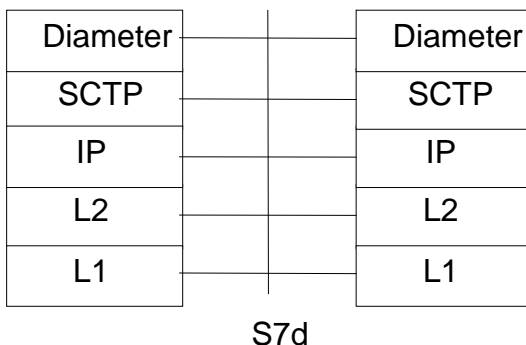 Diameter Diameter
SCTP SCTP
IP IP
L2 L2
L1 L1
S7d